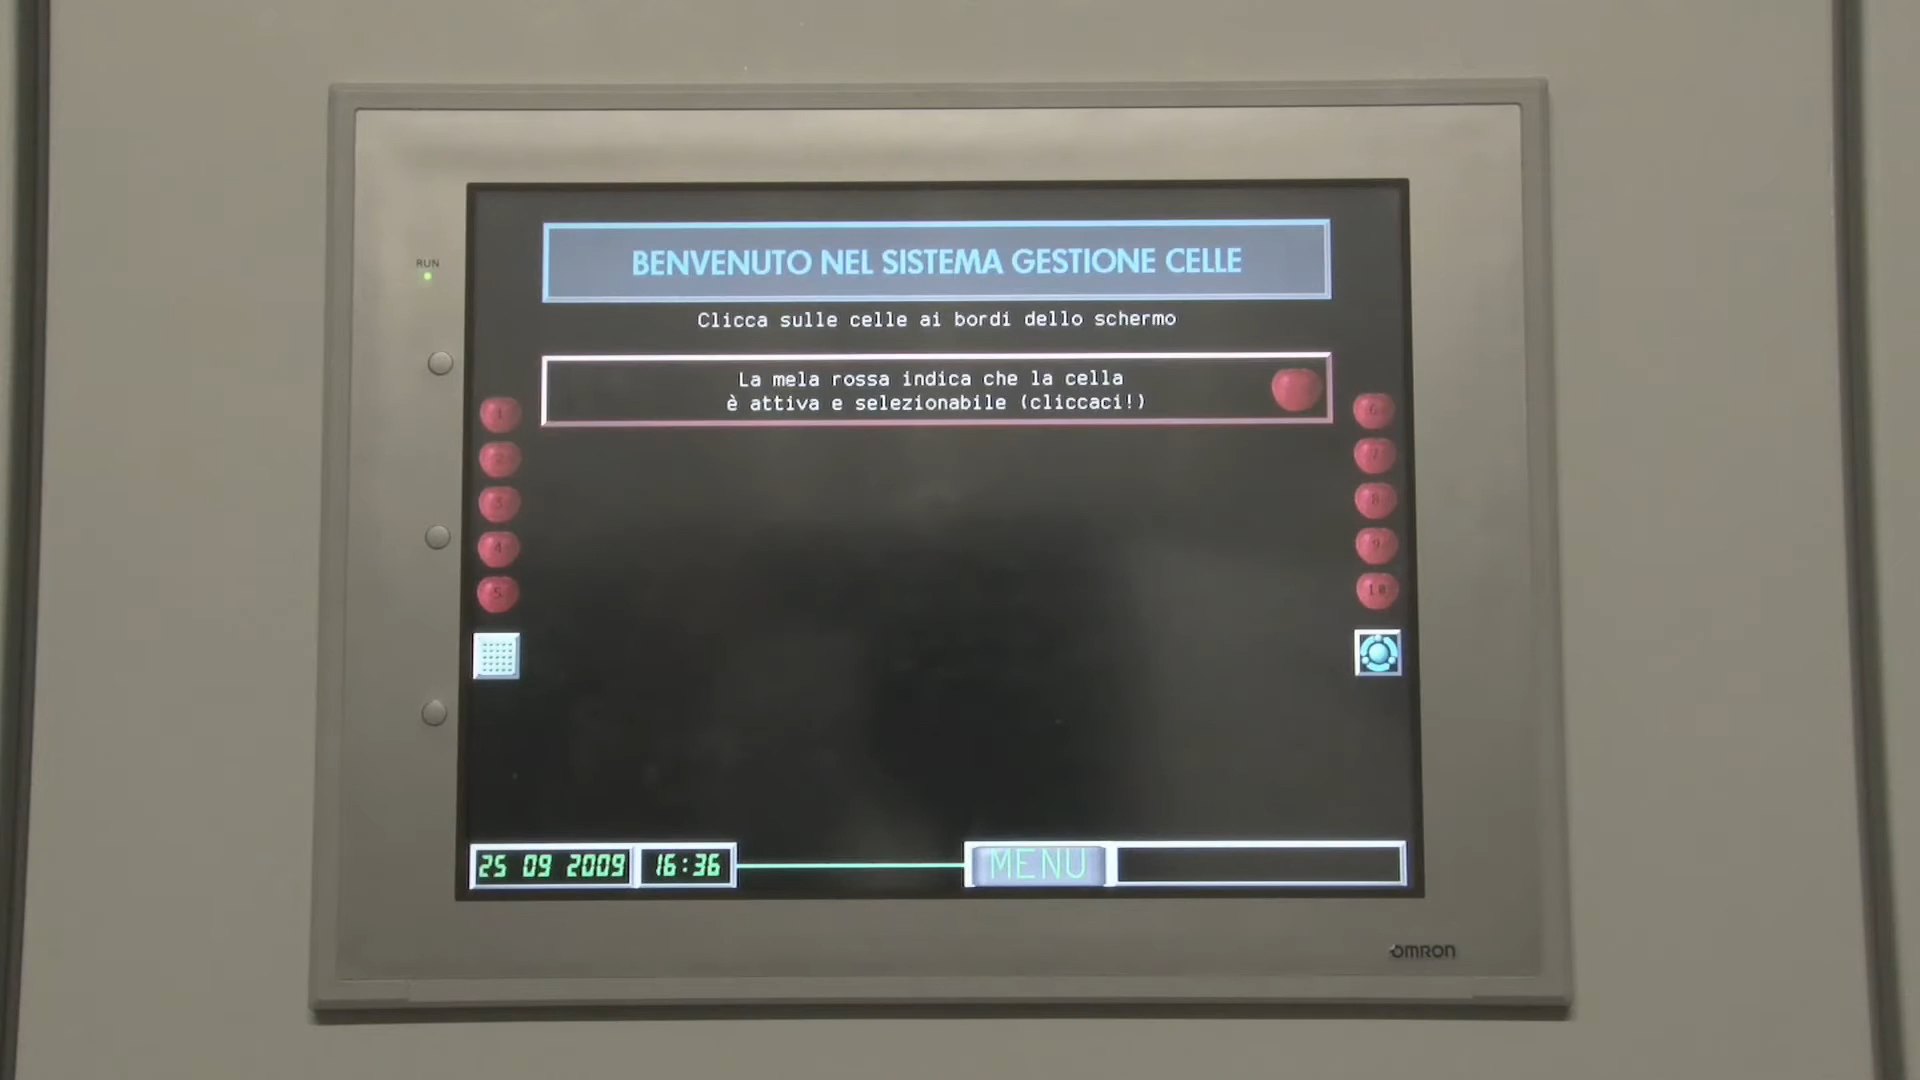 RUN
BENVENUTO NEL SISTEMA GESTIONE CELLE
Clicca sulle celle ai bordi dello schermo
La mela rossa indica che la cella
è attiva e selezionabile (cliccaci!)
1
2
3
4
5
6
7
8
9
10
25 09 2009
16:36
MENU
OMRON